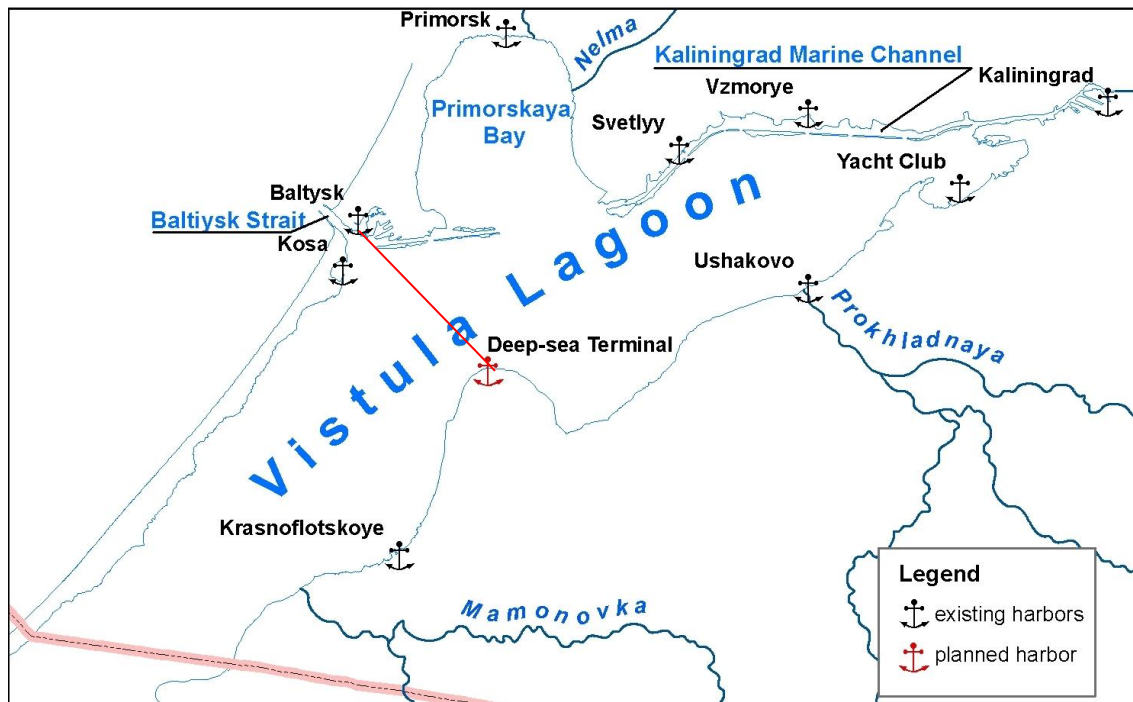 Primorsk
Nelma
Kaliningrad Marine Channel
Vzmorye
Kaliningrad
Primorskaya
Bay
Svetlyy
Yacht Club
Baltysk
Baltiysk Strait
Kosa
Vistula Lagoon
Ushakovo
Prokhladnaya
Deep-sea Terminal
Krasnoflotskoye
Mamonovka
Legend
existing harbors
planned harbor